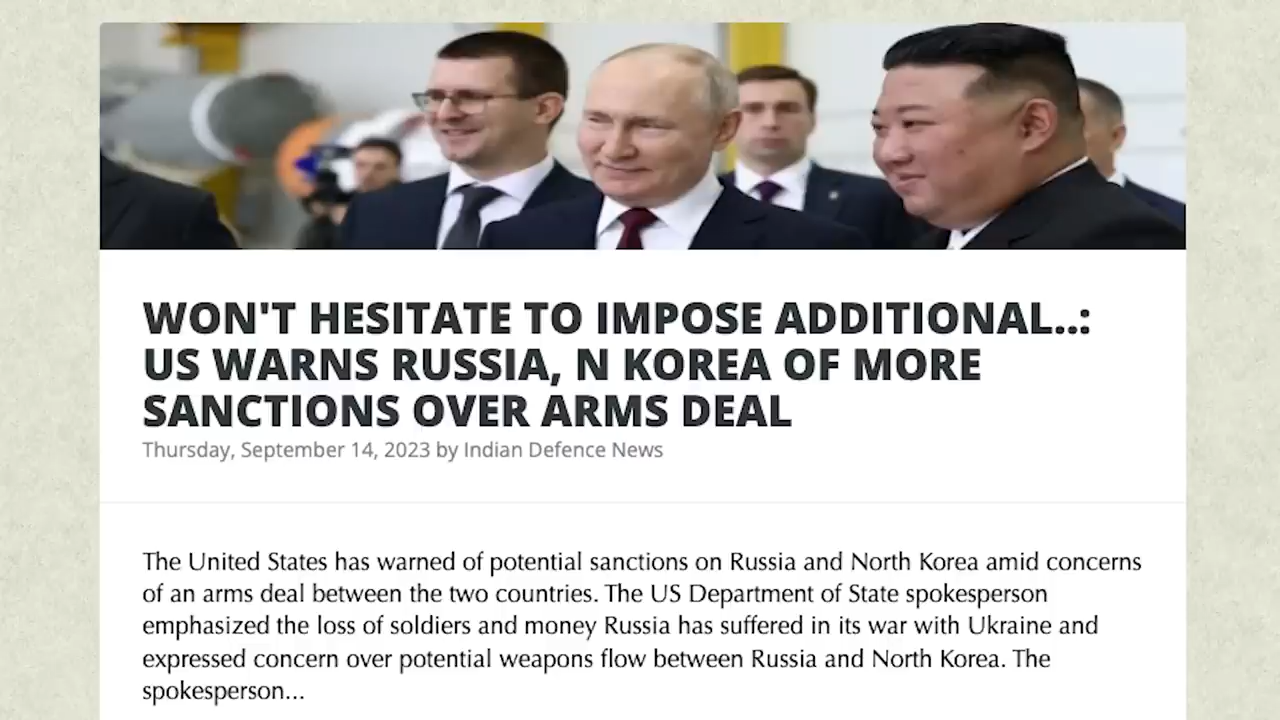 WON'T HESITATE TO IMPOSE ADDITIONAL..:
US WARNS RUSSIA, N KOREA OF MORE
SANCTIONS OVER ARMS DEAL
Thursday, September 14, 2023 by Indian Defence News
The United States has warned of potential sanctions on Russia and North Korea amid concerns
of an arms deal between the two countries. The US Department of State spokesperson
emphasized the loss of soldiers and money Russia has suffered in its war with Ukraine and
expressed concern over potential weapons flow between Russia and North Korea. The
spokesperson...